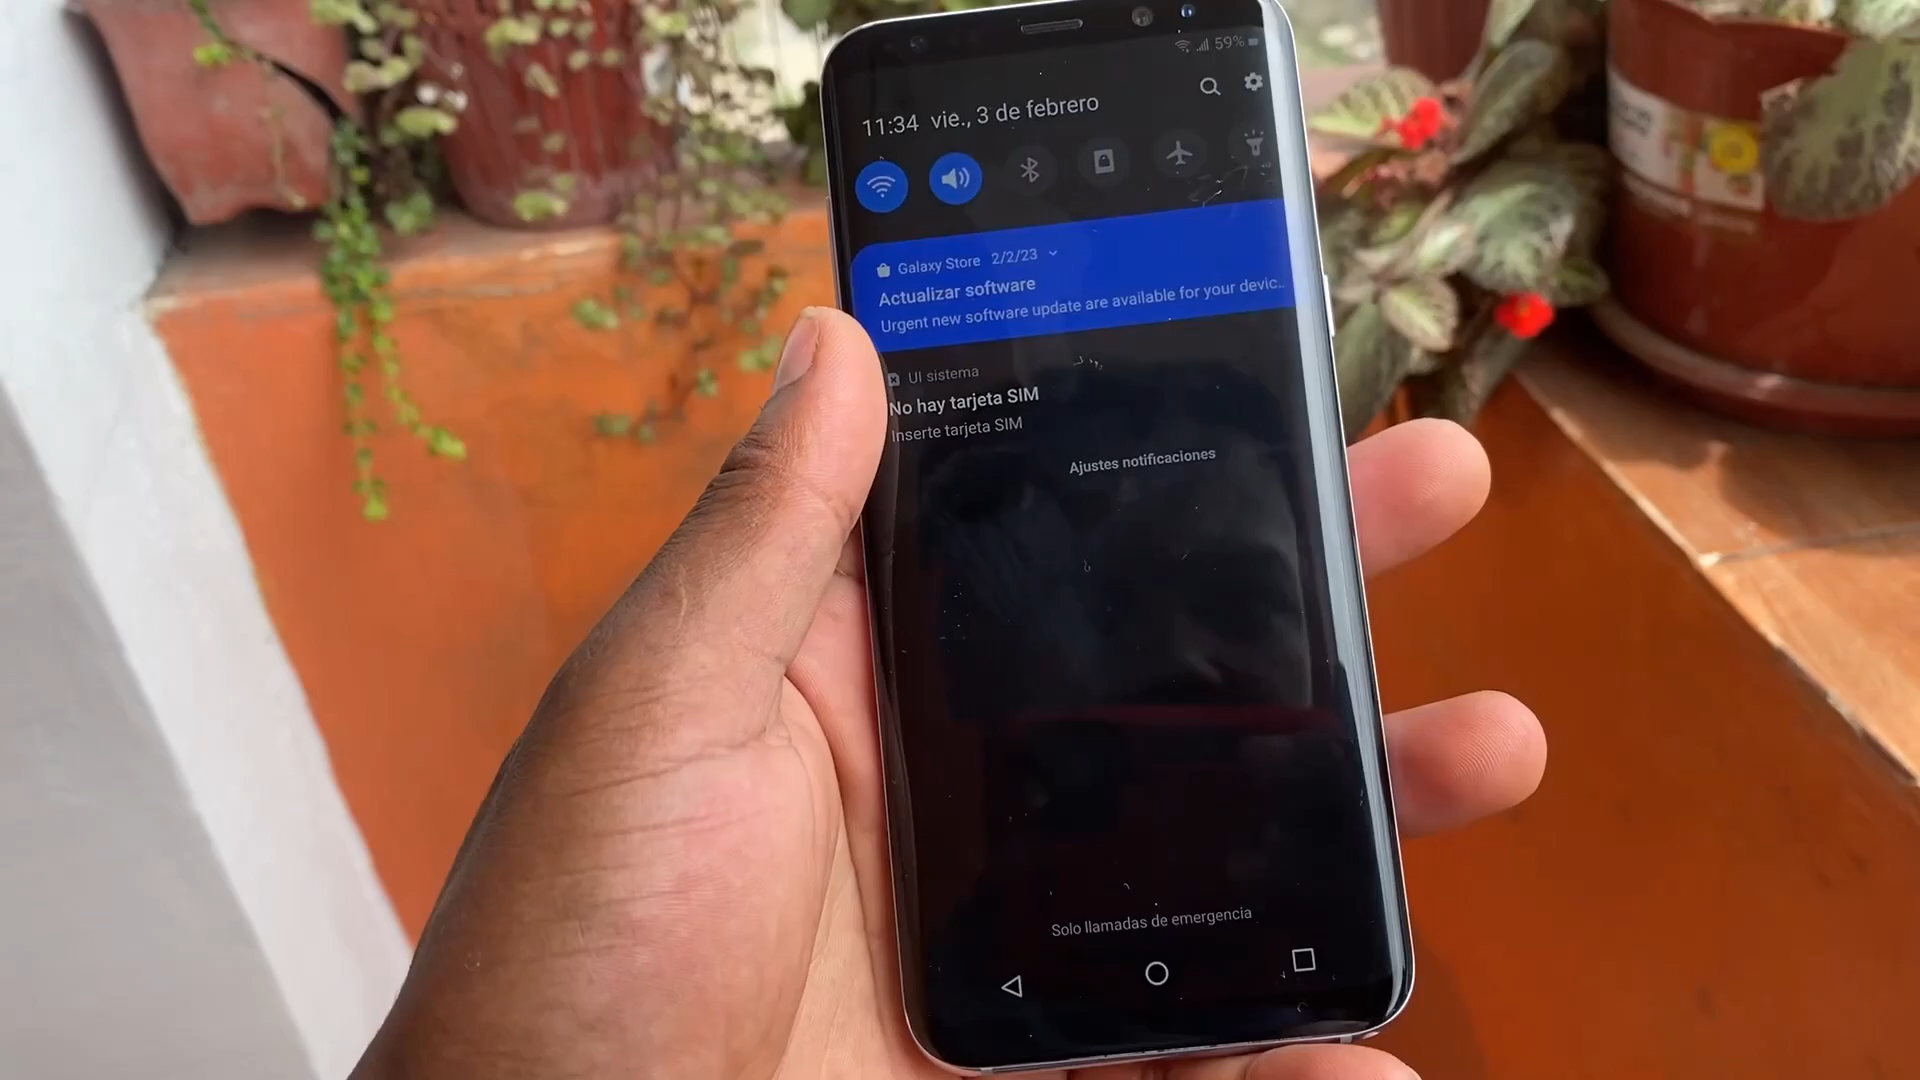 59%
11:34 vie., 3 de febrero
Galaxy Store 2/2/23
Actualizar software
Urgent new software update are available for your devic..
UI sistema
No hay tarjeta SIM
Inserte tarjeta SIM
Ajustes notificaciones
Solo llamadas de emergencia